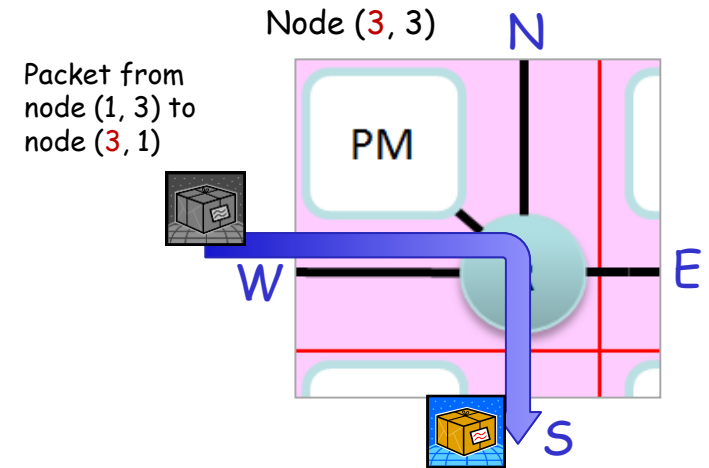 Node (3, 3)
N
Packet from
node (1, 3) to
node (3, 1)
PM
W
E
S